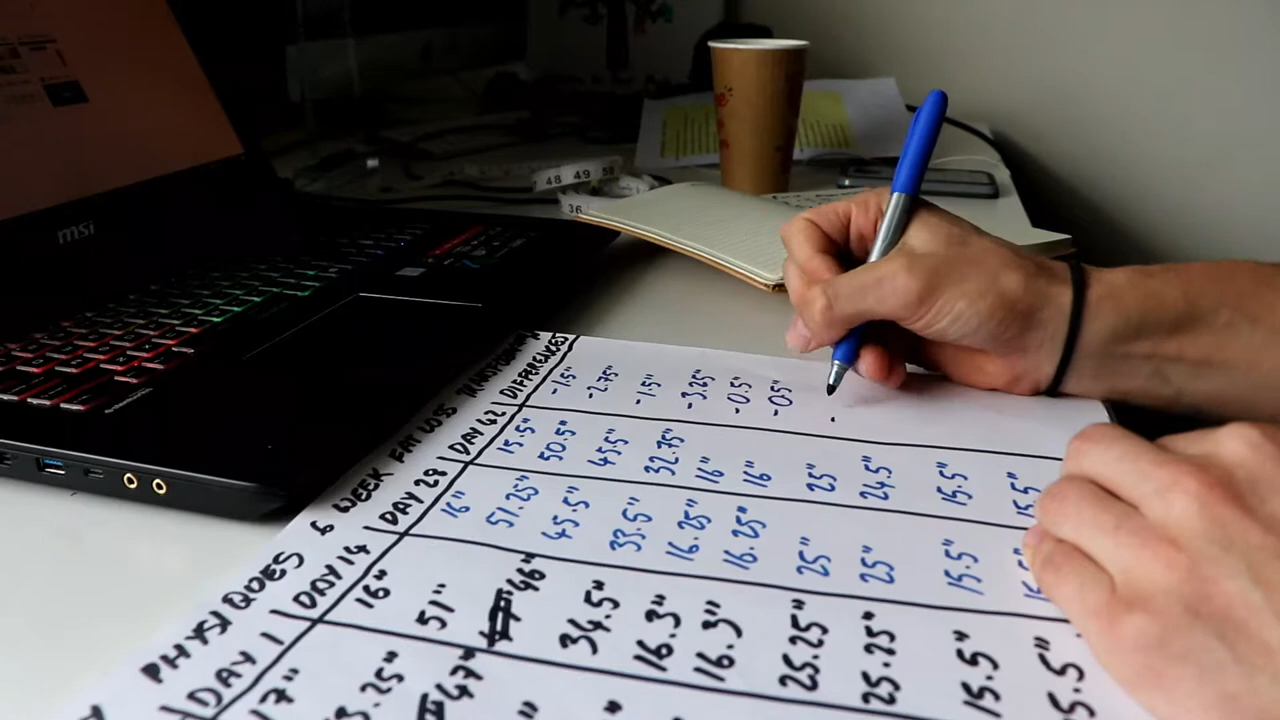 msi
48 49 50
36
PHYSIQUES 6 WEEK FAT LOSS
DAY 1 | DAY 14 | DAY 28 | DAY 42 | DIFFERENCES
-1.5" -2.75" -1.5" -3.25" -0.5" -0.5"
15.5" 50.5" 45.5" 32.75" 16" 16" 25" 24.5" 15.5" 15.5"
16" 51.25" 45.5" 33.5" 16.25" 16.25" 25" 25" 15.5"
16" 51" 46" 34.5" 16.3" 16.3" 25.25" 25.25" 15.5" 15.5"
17" 47"